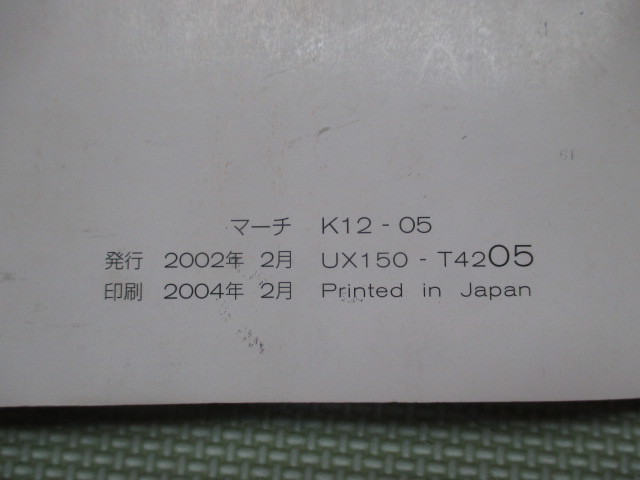 マーチ K12 - 05
発行 2002年 2月 UX150 - T4205
印刷 2004年 2月 Printed in Japan